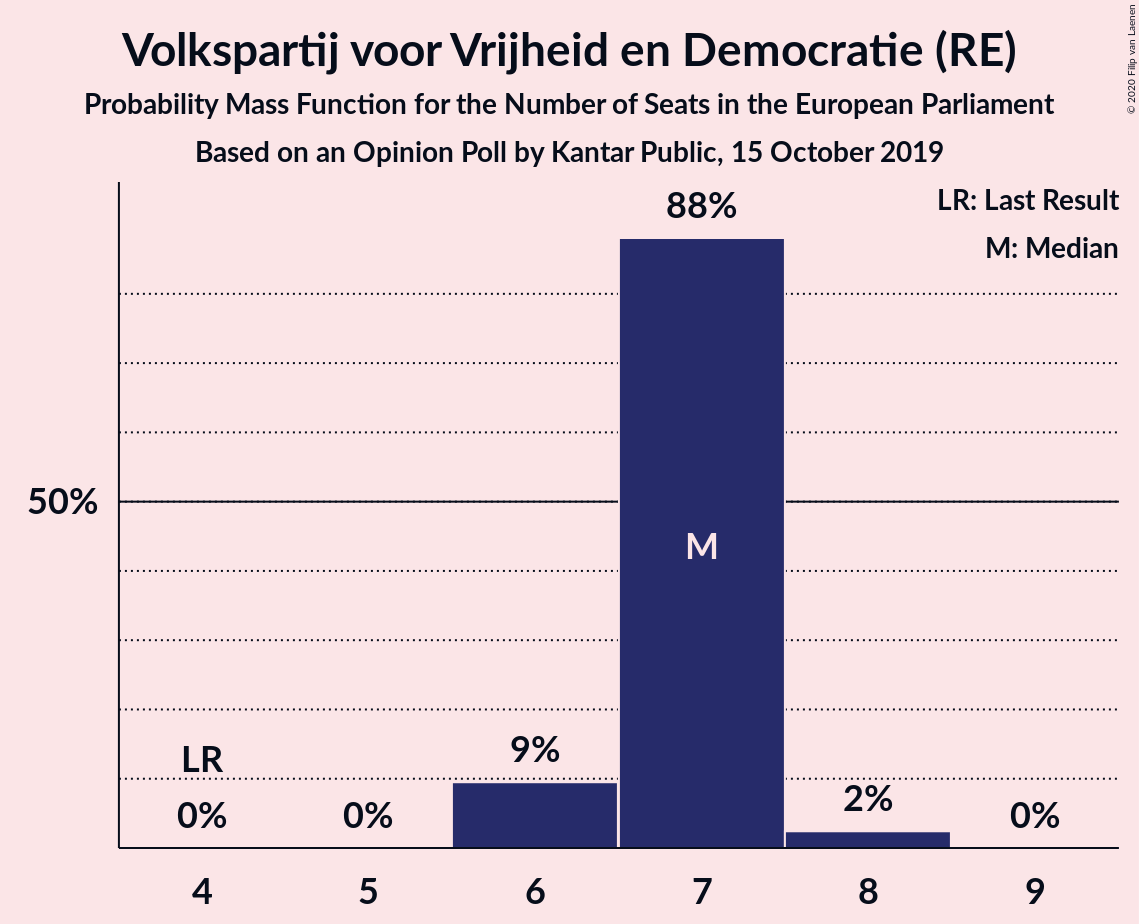 Volkspartij voor Vrijheid en Democratie (RE)
Probability Mass Function for the Number of Seats in the European Parliament
Based on an Opinion Poll by Kantar Public, 15 October 2019
© 2020 Filip van Laenen
LR: Last Result
M: Median
88%
50%
M
LR
0%
0%
9%
2%
0%
4
5
6
7
8
9